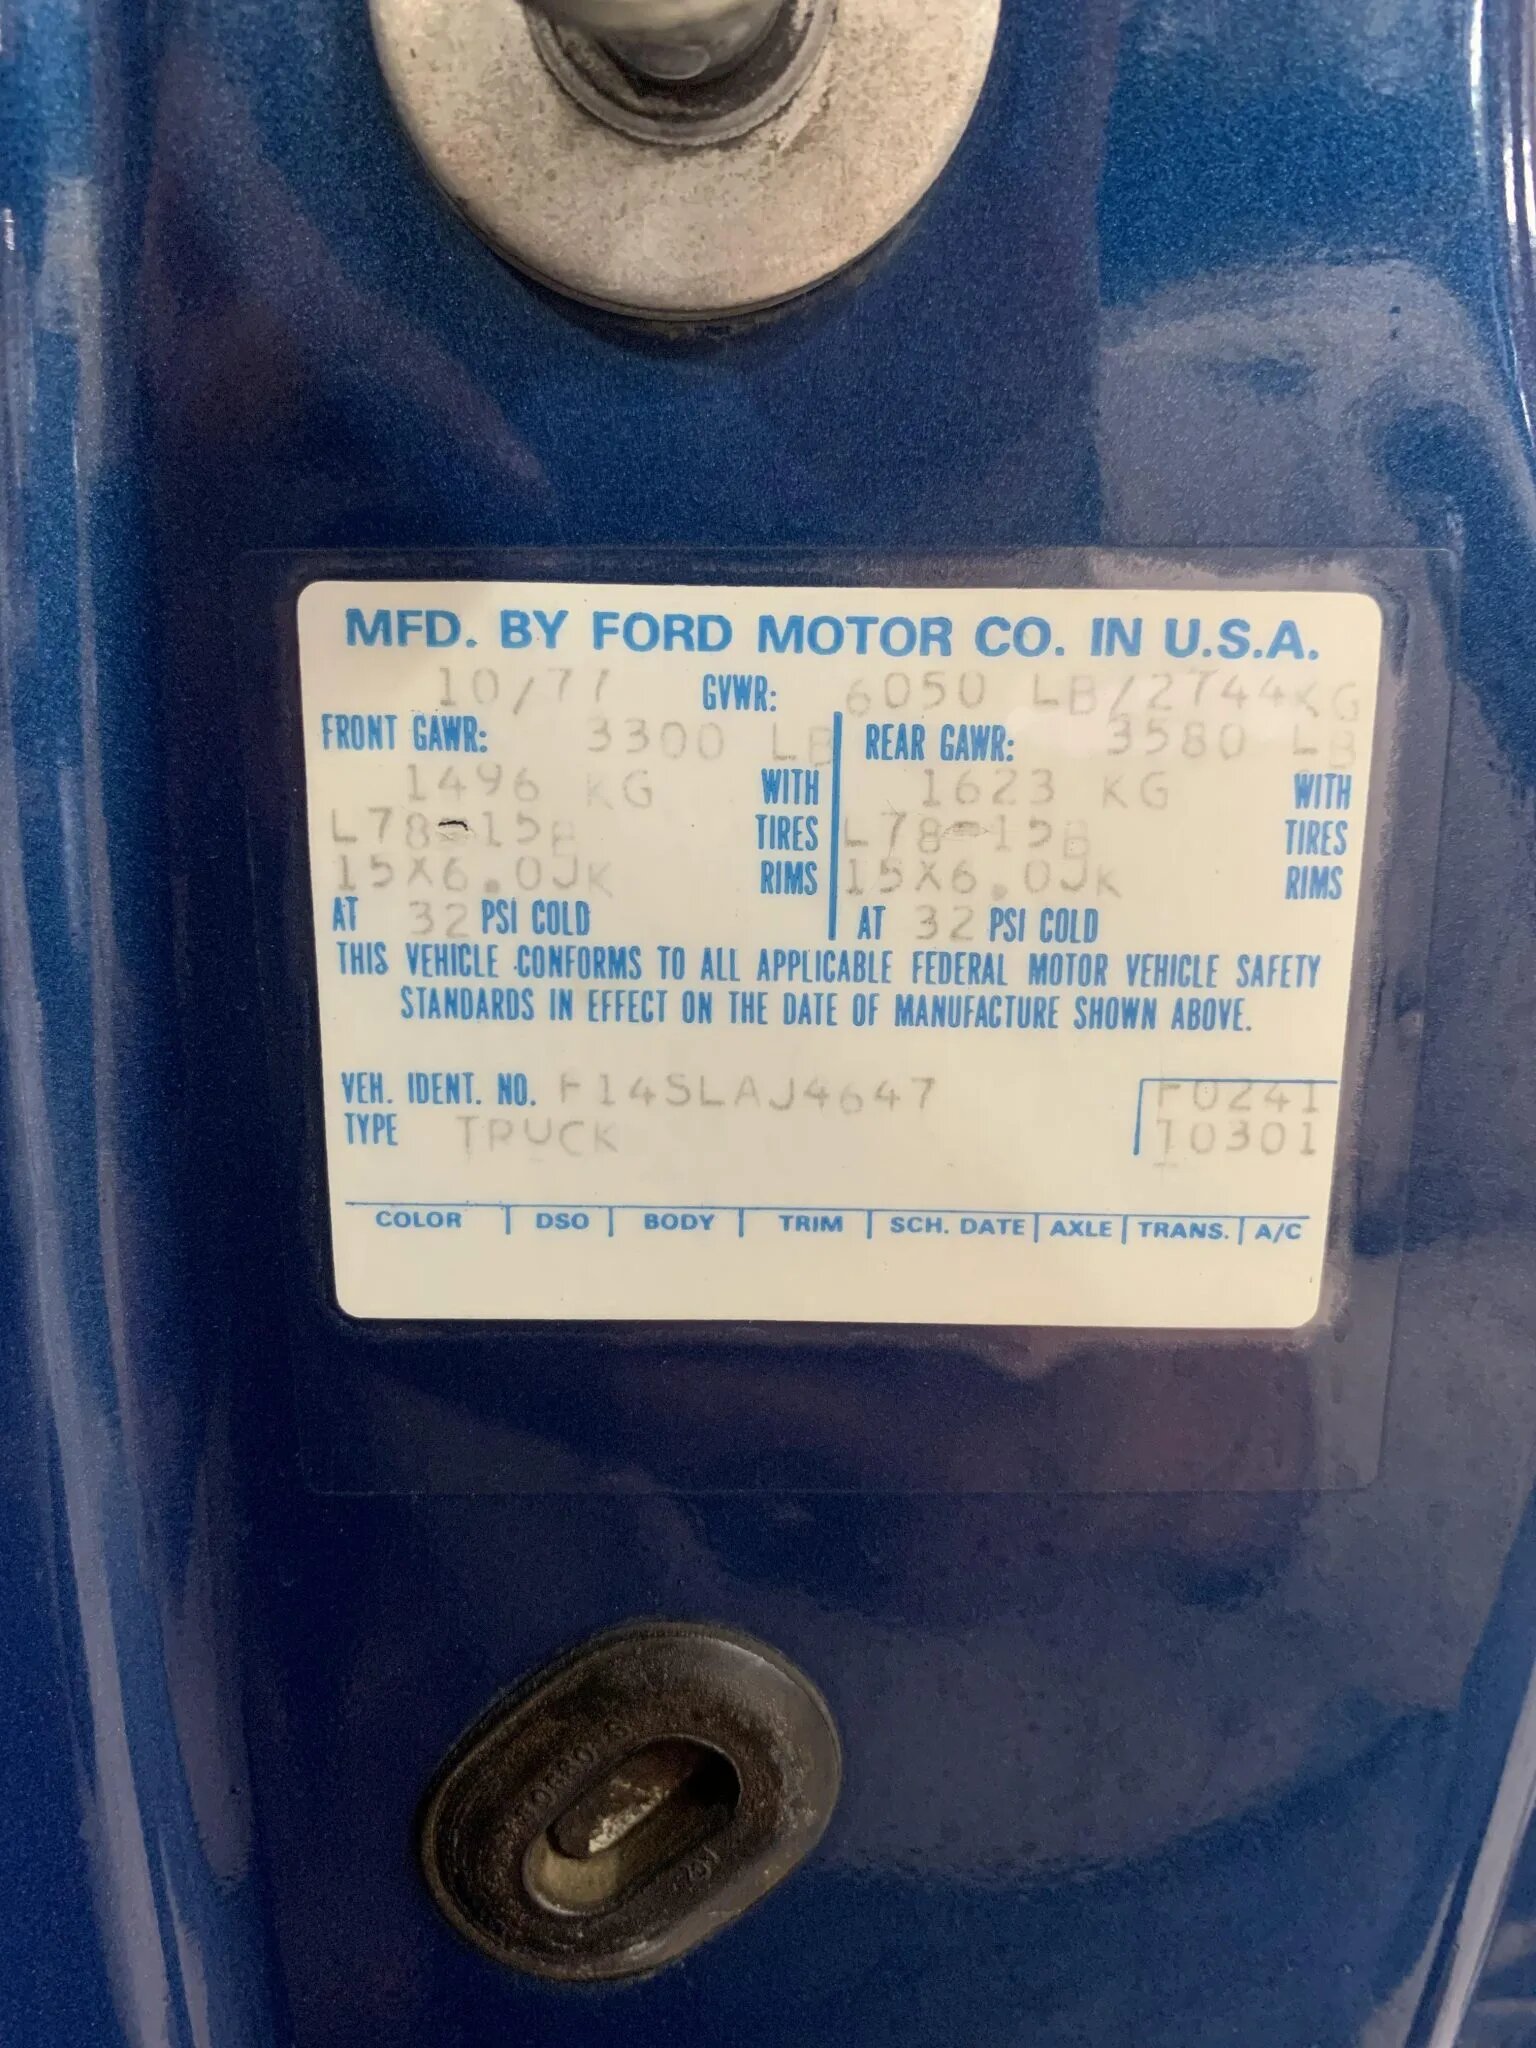 MFD. BY FORD MOTOR CO. IN U.S.A.
10/77 GVWR: 6050 LB/2744KG
FRONT GAWR: 3300 LB REAR GAWR: 3580 LB
1496 KG WITH 1623 KG WITH
L78-15B TIRES L78-15B TIRES
15X6.0JK RIMS 15X6.0JK RIMS
AT 32 PSI COLD AT 32 PSI COLD
THIS VEHICLE CONFORMS TO ALL APPLICABLE FEDERAL MOTOR VEHICLE SAFETY
STANDARDS IN EFFECT ON THE DATE OF MANUFACTURE SHOWN ABOVE.
VEH. IDENT. NO. F14SLAJ4647 F0241
TYPE TRUCK 10301
COLOR DSO BODY TRIM SCH. DATE AXLE TRANS. A/C